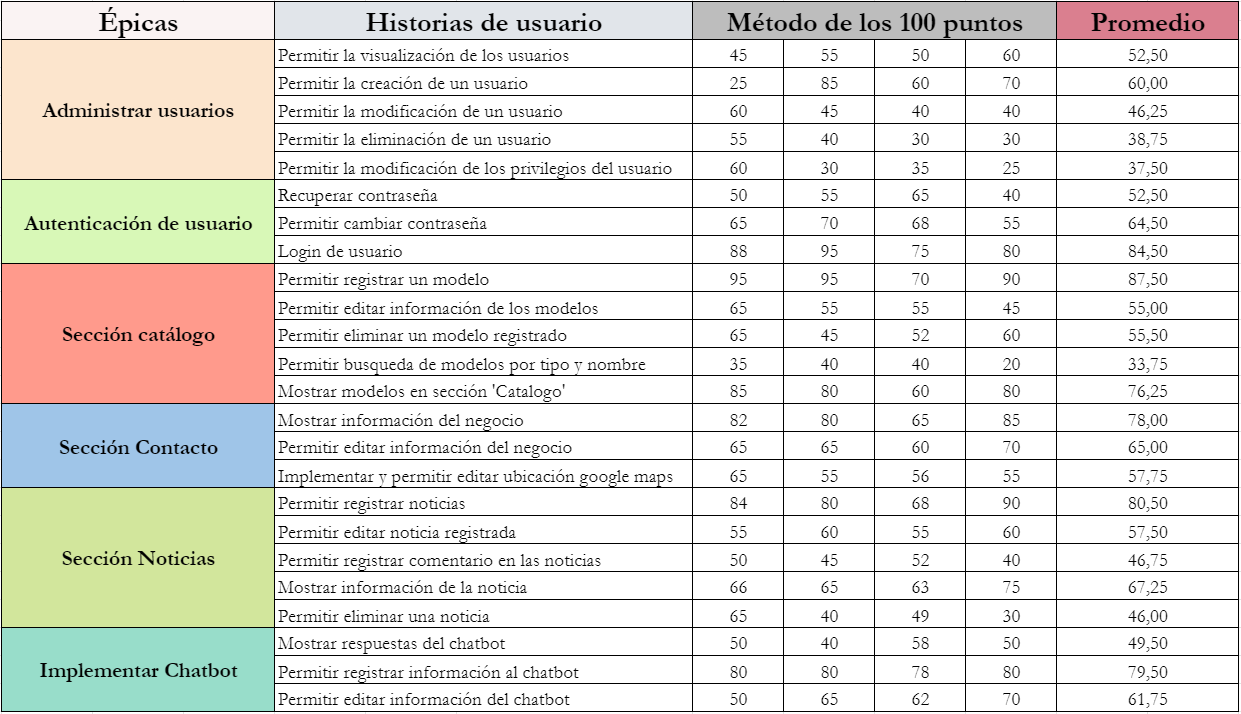 Épicas Historias de usuario Método de los 100 puntos Promedio
Administrar usuarios
Permitir la visualización de los usuarios 45 55 50 60 52,50
Permitir la creación de un usuario 25 85 60 70 60,00
Permitir la modificación de un usuario 60 45 40 40 46,25
Permitir la eliminación de un usuario 55 40 30 30 38,75
Permitir la modificación de los privilegios del usuario 60 30 35 25 37,50
Autenticación de usuario
Recuperar contraseña 50 55 65 40 52,50
Permitir cambiar contraseña 65 70 68 55 64,50
Login de usuario 88 95 75 80 84,50
Sección catálogo
Permitir registrar un modelo 95 95 70 90 87,50
Permitir editar información de los modelos 65 55 55 45 55,00
Permitir eliminar un modelo registrado 65 45 52 60 55,50
Permitir busqueda de modelos por tipo y nombre 35 40 40 20 33,75
Mostrar modelos en sección 'Catalogo' 85 80 60 80 76,25
Sección Contacto
Mostrar información del negocio 82 80 65 85 78,00
Permitir editar información del negocio 65 65 60 70 65,00
Implementar y permitir editar ubicación google maps 65 55 56 55 57,75
Sección Noticias
Permitir registrar noticias 84 80 68 90 80,50
Permitir editar noticia registrada 55 60 55 60 57,50
Permitir registrar comentario en las noticias 50 45 52 40 46,75
Mostrar información de la noticia 66 65 63 75 67,25
Permitir eliminar una noticia 65 40 49 30 46,00
Implementar Chatbot
Mostrar respuestas del chatbot 50 40 58 50 49,50
Permitir registrar información al chatbot 80 80 78 80 79,50
Permitir editar información del chatbot 50 65 62 70 61,75